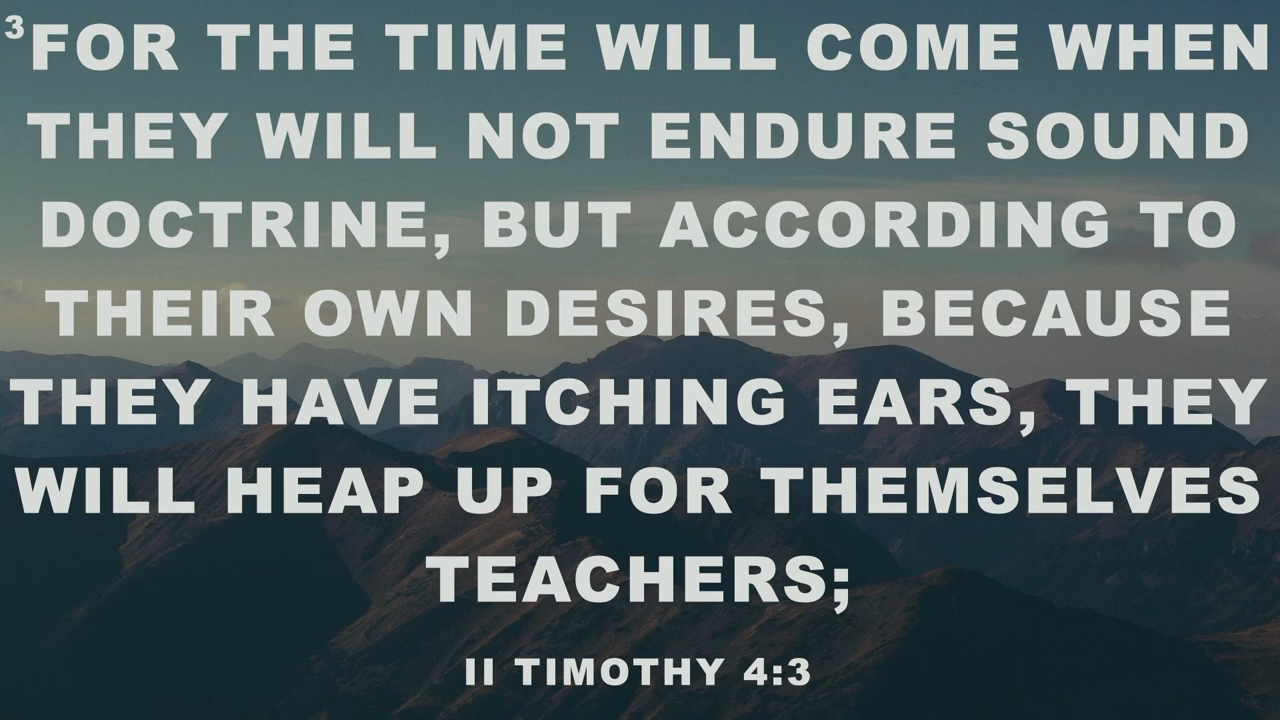 ³FOR THE TIME WILL COME WHEN
THEY WILL NOT ENDURE SOUND
DOCTRINE, BUT ACCORDING TO
THEIR OWN DESIRES, BECAUSE
THEY HAVE ITCHING EARS, THEY
WILL HEAP UP FOR THEMSELVES
TEACHERS;
II TIMOTHY 4:3